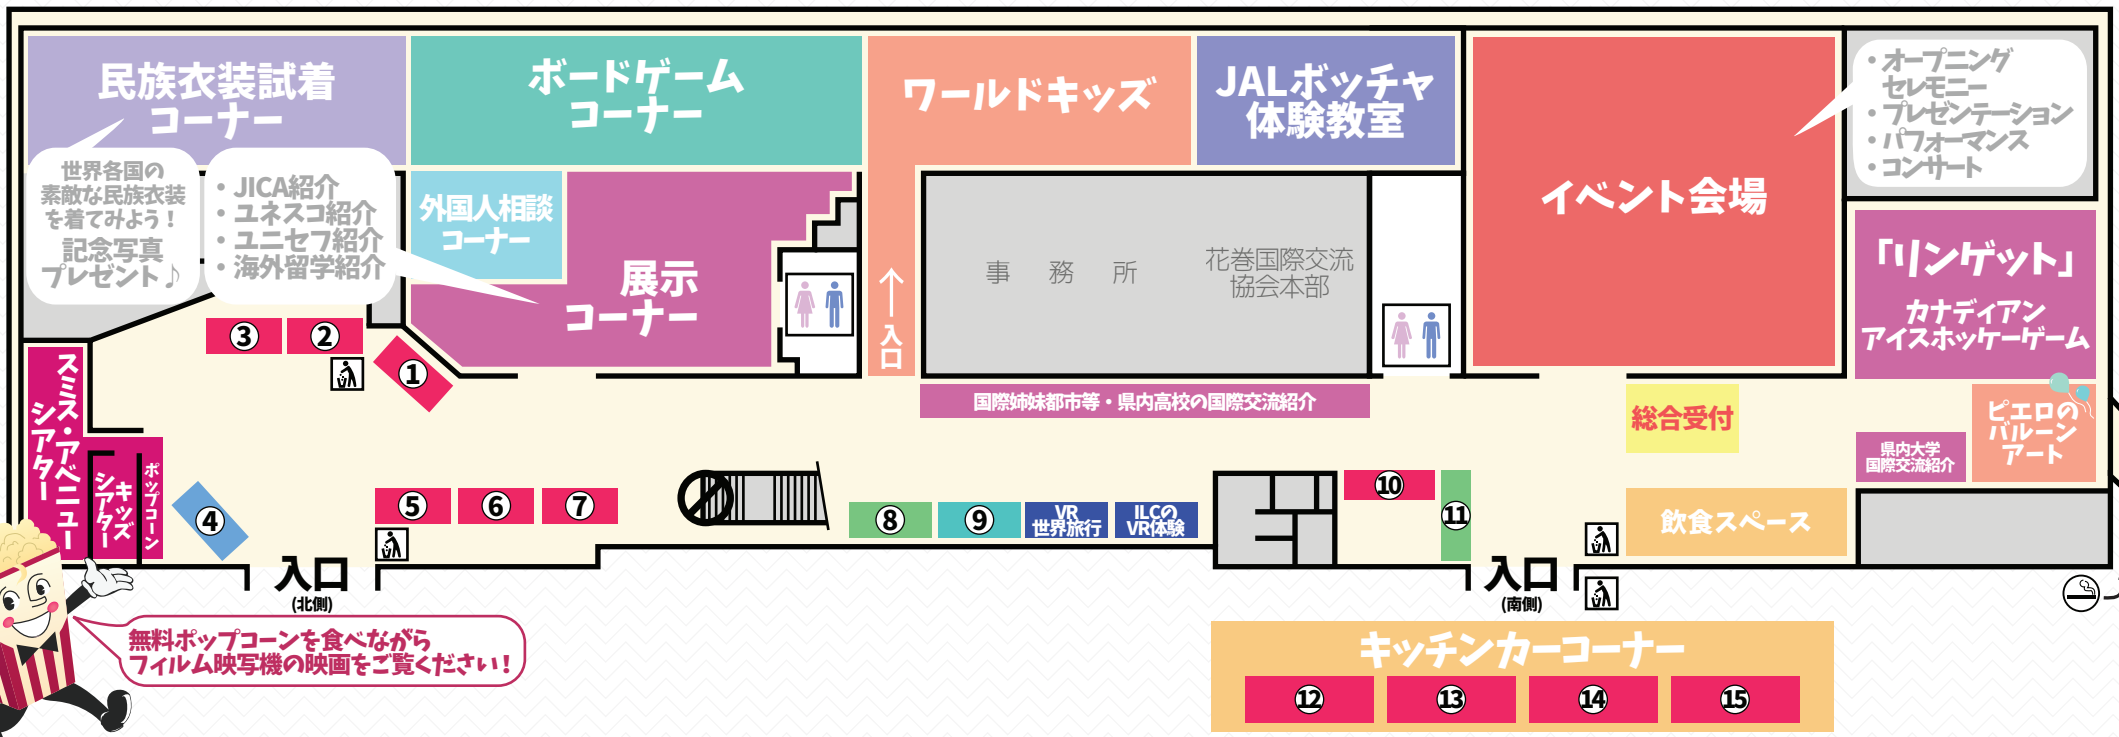 民族衣装試着
コーナー
世界各国の
素敵な民族衣装
を着てみよう！
記念写真
プレゼント♪
・JICA紹介
・ユネスコ紹介
・ユニセフ紹介
・海外留学紹介
ボードゲーム
コーナー
外国人相談
コーナー
展示
コーナー
ワールドキッズ
↑
入口
JALボッチャ
体験教室
事務所
花巻国際交流
協会本部
イベント会場
・オープニング
セレモニー
・プレゼンテーション
・パフォーマンス
・コンサート
「リンゲット」
カナディアン
アイスホッケーゲーム
国際姉妹都市等・県内高校の国際交流紹介
総合受付
県内大学
国際交流紹介
ピエロの
バルーン
アート
飲食スペース
スミス・アベニュー
シアター
キッズ
シアター
ポップコーン
③
②
①
④
⑤
⑥
⑦
⑧
⑨
VR
世界旅行
ILCの
VR体験
⑩
⑪
入口
(北側)
入口
(南側)
無料ポップコーンを食べながら
フィルム映写機の映画をご覧ください！
キッチンカーコーナー
⑫
⑬
⑭
⑮